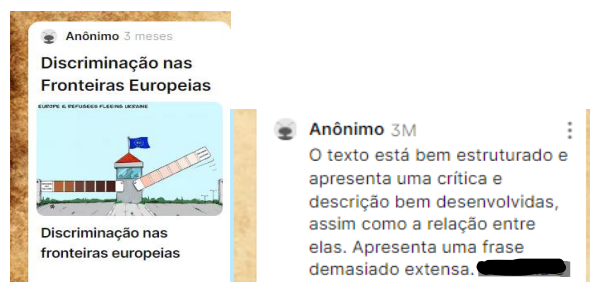 Anônimo 3 meses
Discriminação nas
Fronteiras Europeias
EUROPE & REFUGEES FLEEING UKRAINE
Discriminação nas
fronteiras europeias
Anônimo 3M
O texto está bem estruturado e
apresenta uma crítica e
descrição bem desenvolvidas,
assim como a relação entre
elas. Apresenta uma frase
demasiado extensa.